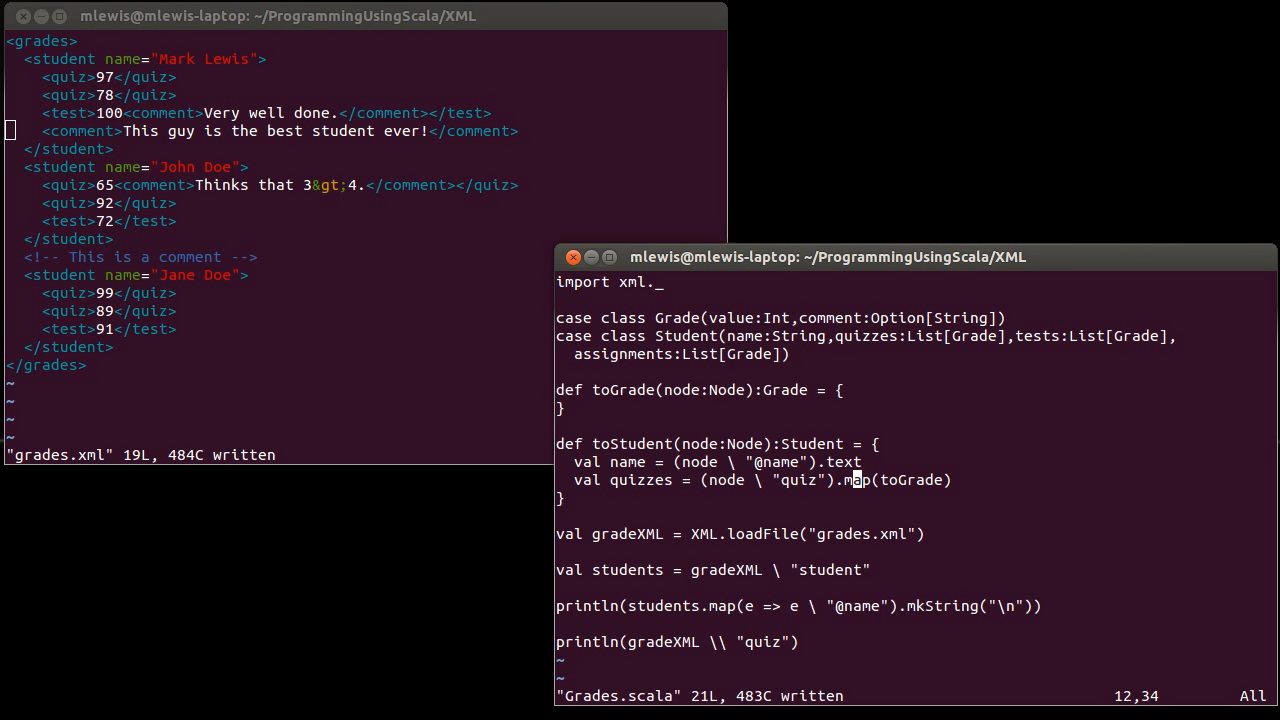 mlewis@mlewis-laptop: ~/ProgrammingUsingScala/XML
<grades>
  <student name="Mark Lewis">
    <quiz>97</quiz>
    <quiz>78</quiz>
    <test>100<comment>Very well done.</comment></test>
    <comment>This guy is the best student ever!</comment>
  </student>
  <student name="John Doe">
    <quiz>65<comment>Thinks that 3&gt;4.</comment></quiz>
    <quiz>92</quiz>
    <test>72</test>
  </student>
  <!-- This is a comment -->
  <student name="Jane Doe">
    <quiz>99</quiz>
    <quiz>89</quiz>
    <test>91</test>
  </student>
</grades>
~
~
~
~
"grades.xml" 19L, 484C written
mlewis@mlewis-laptop: ~/ProgrammingUsingScala/XML
import xml._
case class Grade(value:Int,comment:Option[String])
case class Student(name:String,quizzes:List[Grade],tests:List[Grade],
  assignments:List[Grade])
def toGrade(node:Node):Grade = {
}
def toStudent(node:Node):Student = {
  val name = (node \ "@name").text
  val quizzes = (node \ "quiz").map(toGrade)
}
val gradeXML = XML.loadFile("grades.xml")
val students = gradeXML \ "student"
println(students.map(e => e \ "@name").mkString("\n"))
println(gradeXML \\ "quiz")
~
~
"Grades.scala" 21L, 483C written 12,34 All